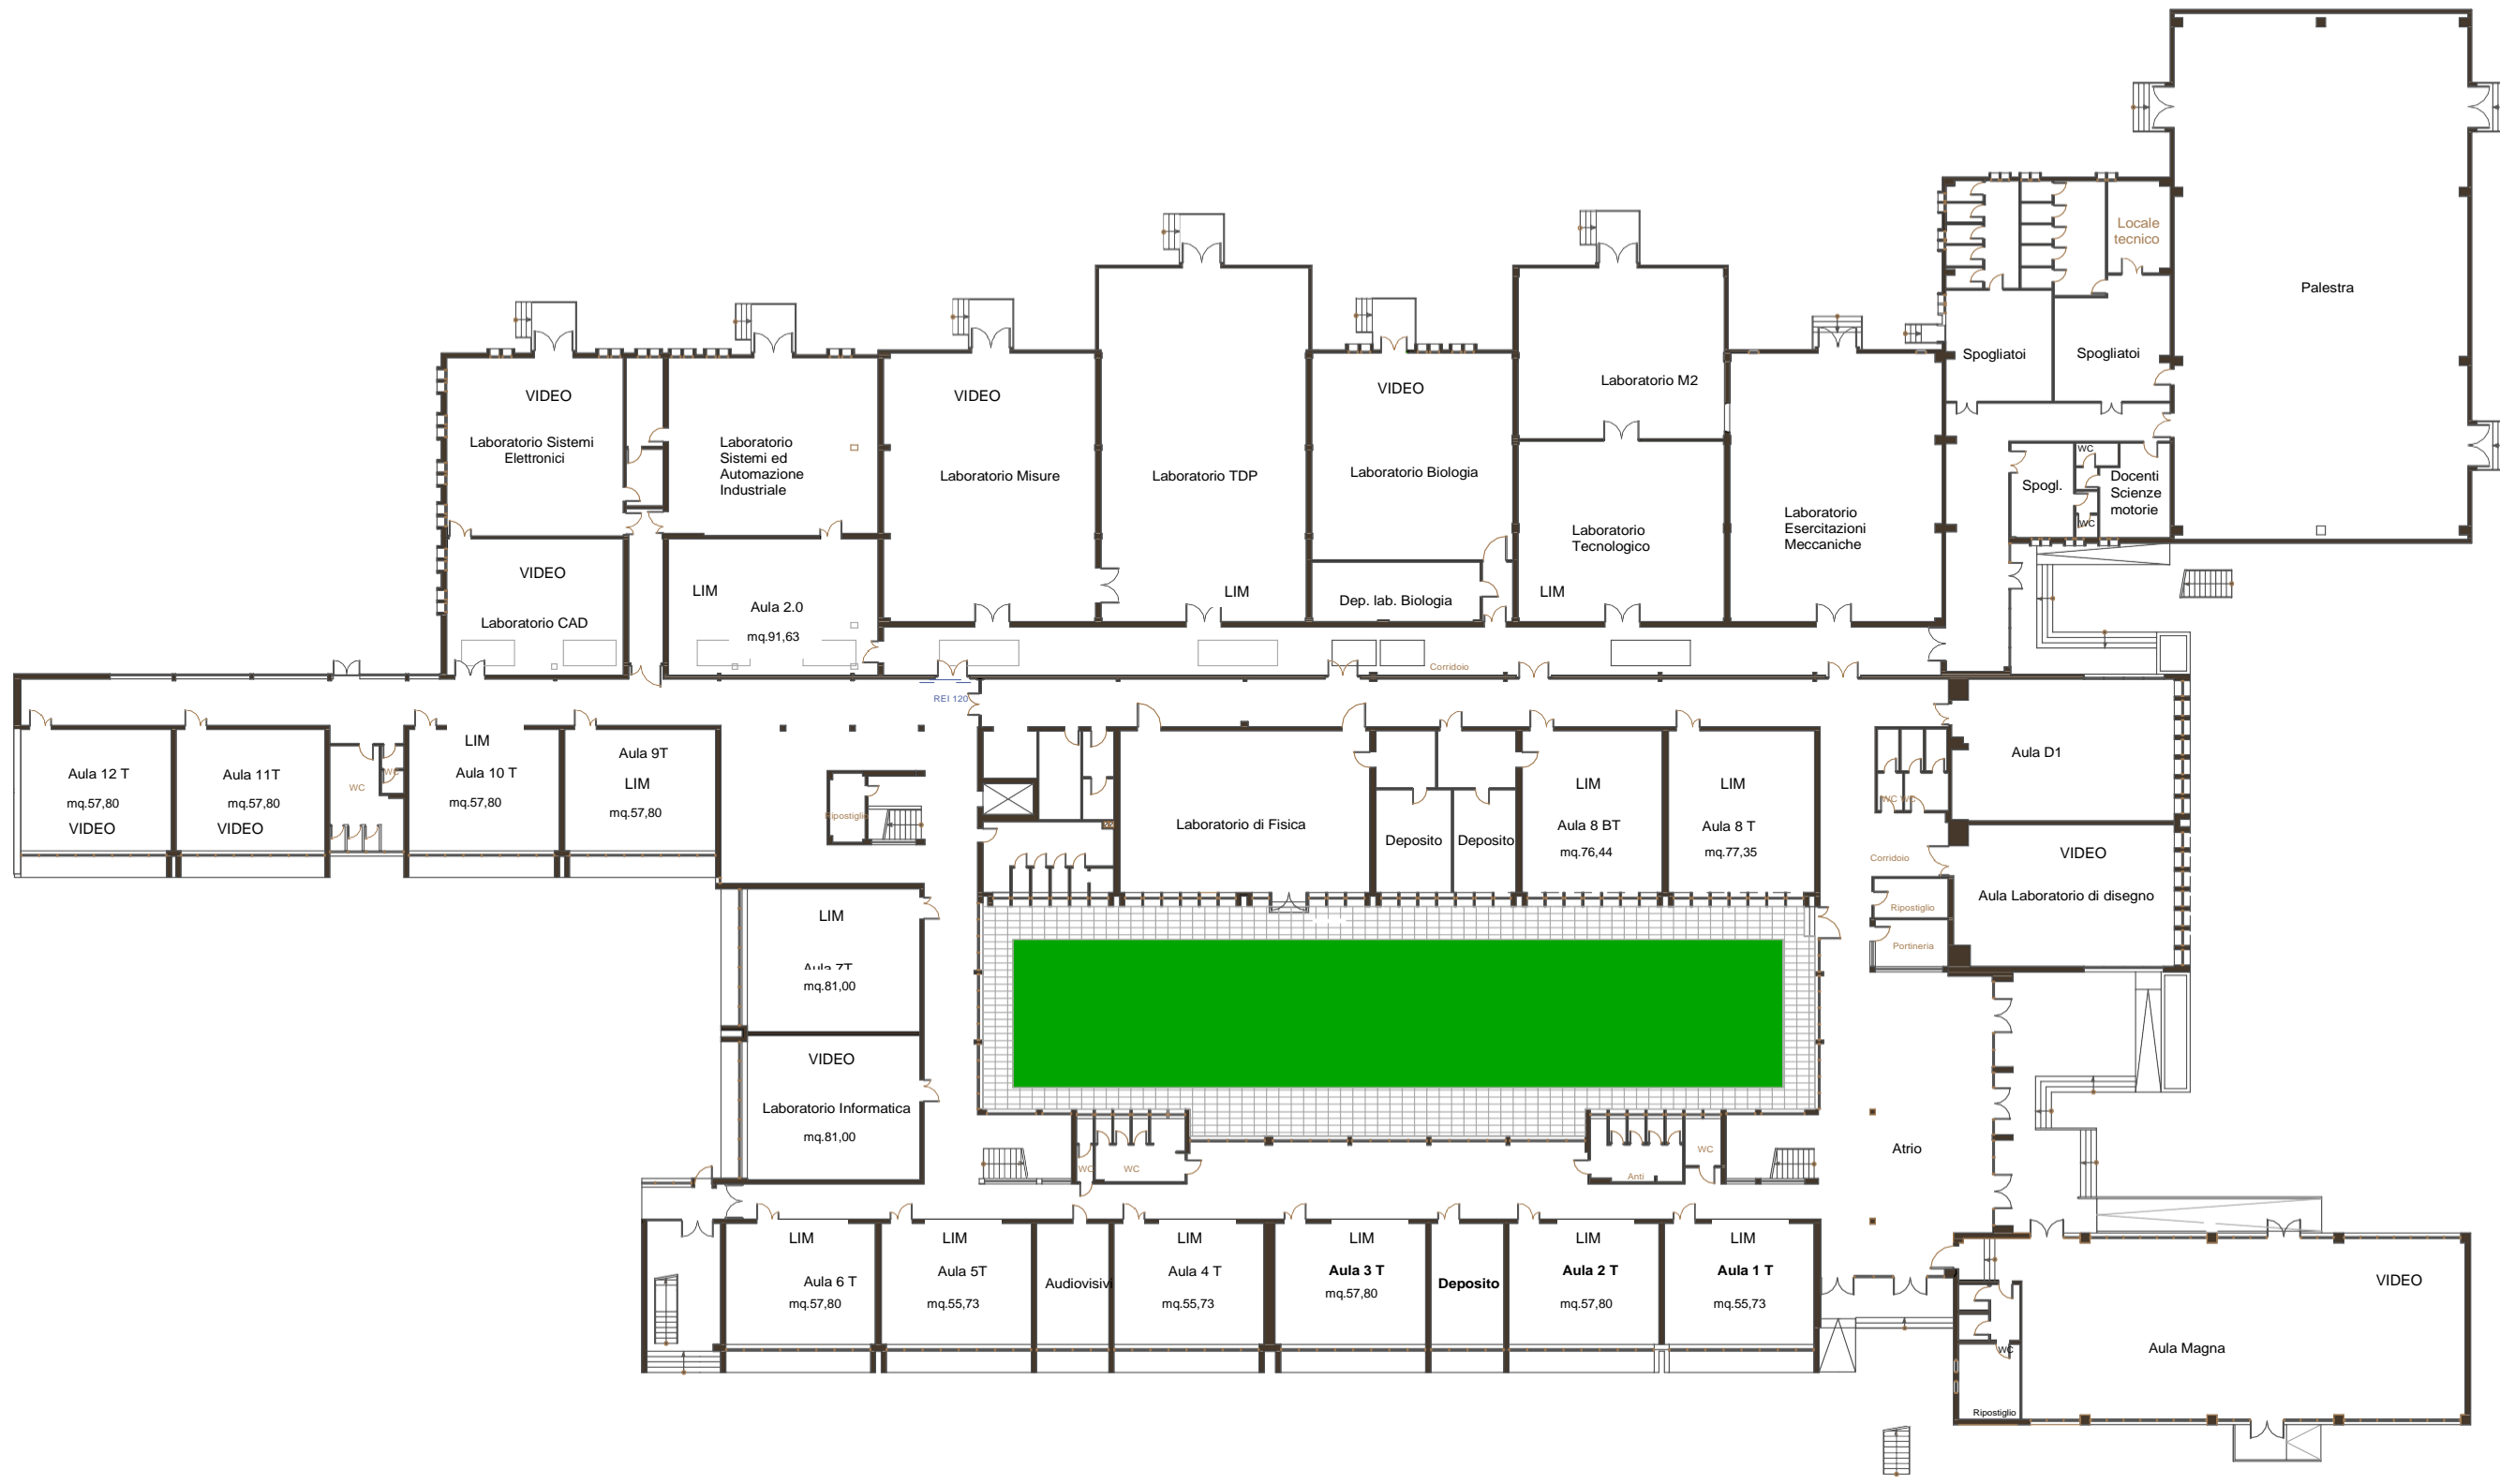 Locale
tecnico
Palestra
Spogliatoi
Spogliatoi
VIDEO
Laboratorio Sistemi
Elettronici
Laboratorio
Sistemi ed
Automazione
Industriale
VIDEO
Laboratorio Misure
Laboratorio TDP
LIM
VIDEO
Laboratorio Biologia
Dep. lab. Biologia
Laboratorio M2
Laboratorio
Tecnologico
LIM
Laboratorio
Esercitazioni
Meccaniche
WC
Spogl.
Docenti
Scienze
motorie
WC
VIDEO
Laboratorio CAD
LIM
Aula 2.0
mq.91,63
Corridoio
REI 120
Aula 12 T
mq.57,80
VIDEO
Aula 11T
mq.57,80
VIDEO
WC
WC
LIM
Aula 10 T
mq.57,80
Aula 9T
LIM
mq.57,80
Ripostiglio
Laboratorio di Fisica
Deposito
Deposito
LIM
Aula 8 BT
mq.76,44
LIM
Aula 8 T
mq.77,35
WC WC
Aula D1
Corridoio
VIDEO
Aula Laboratorio di disegno
Ripostiglio
Portineria
LIM
Aula 7T
mq.81,00
VIDEO
Laboratorio Informatica
mq.81,00
WC
WC
Anti
WC
Atrio
LIM
Aula 6 T
mq.57,80
LIM
Aula 5T
mq.55,73
Audiovisivi
LIM
Aula 4 T
mq.55,73
LIM
Aula 3 T
mq.57,80
Deposito
LIM
Aula 2 T
mq.57,80
LIM
Aula 1 T
mq.55,73
VIDEO
Aula Magna
WC
Ripostiglio